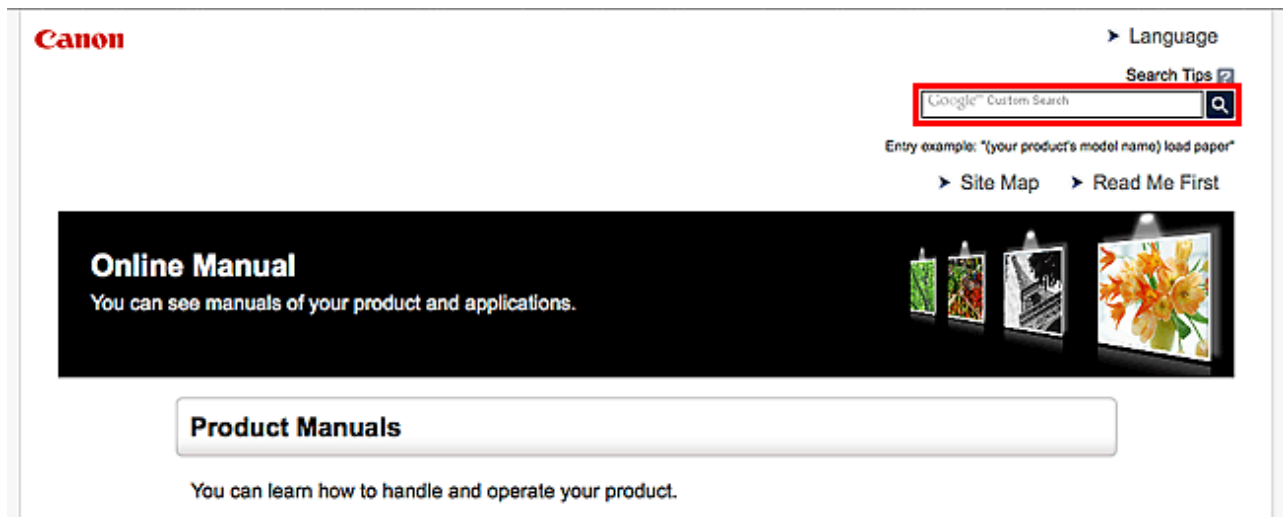 Canon
Language
Search Tips ?
Google™ Custom Search
Entry example: "(your product's model name) load paper"
Site Map Read Me First
Online Manual
You can see manuals of your product and applications.
Product Manuals
You can learn how to handle and operate your product.